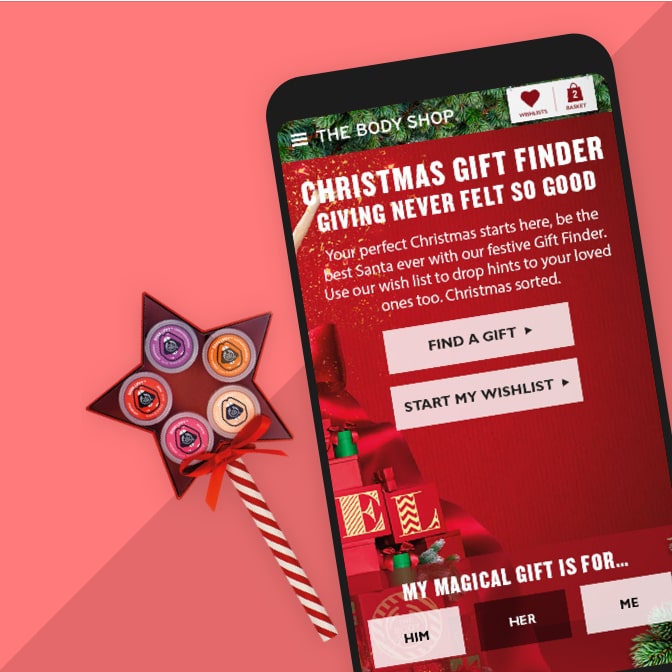 THE BODY SHOP
WISHLISTS
2
BASKET
CHRISTMAS GIFT FINDER
GIVING NEVER FELT SO GOOD
Your perfect Christmas starts here, be the
best Santa ever with our festive Gift Finder.
Use our wish list to drop hints to your loved
ones too. Christmas sorted.
FIND A GIFT
START MY WISHLIST
EL
MY MAGICAL GIFT IS FOR...
HIM
HER
ME